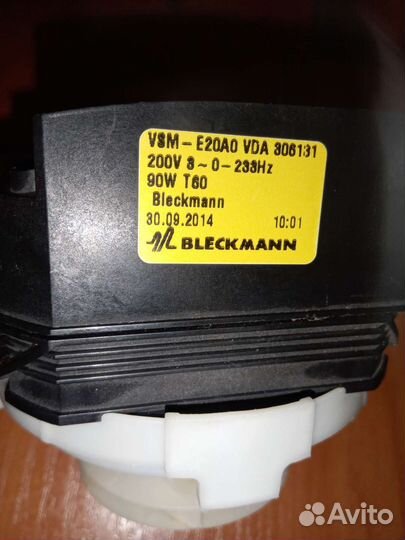 VSM - E20A0 VDA 306131
200V 3 ~ 0 - 233Hz
90W T60
Bleckmann
30.09.2014 10:01
BLECKMANN
Avito